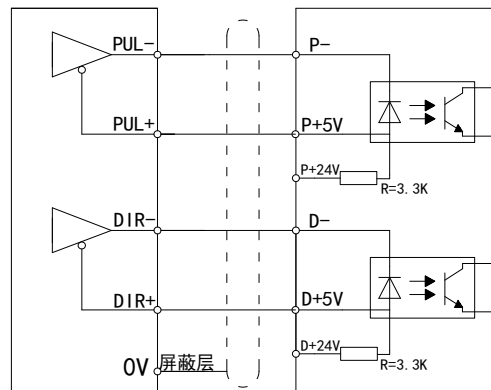 PUL- P-
PUL+ P+5V
P+24V
R=3.3K
DIR- D-
DIR+ D+5V
D+24V
0V 屏蔽层
R=3.3K